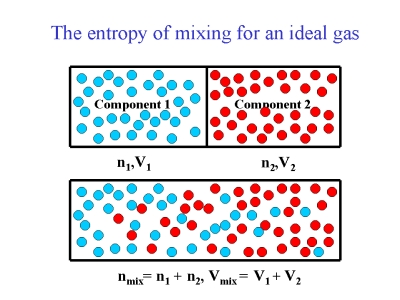 The entropy of mixing for an ideal gas
Component 1 Component 2
n₁,V₁ n₂,V₂
nₘᵢₓ= n₁ + n₂, Vₘᵢₓ = V₁ + V₂